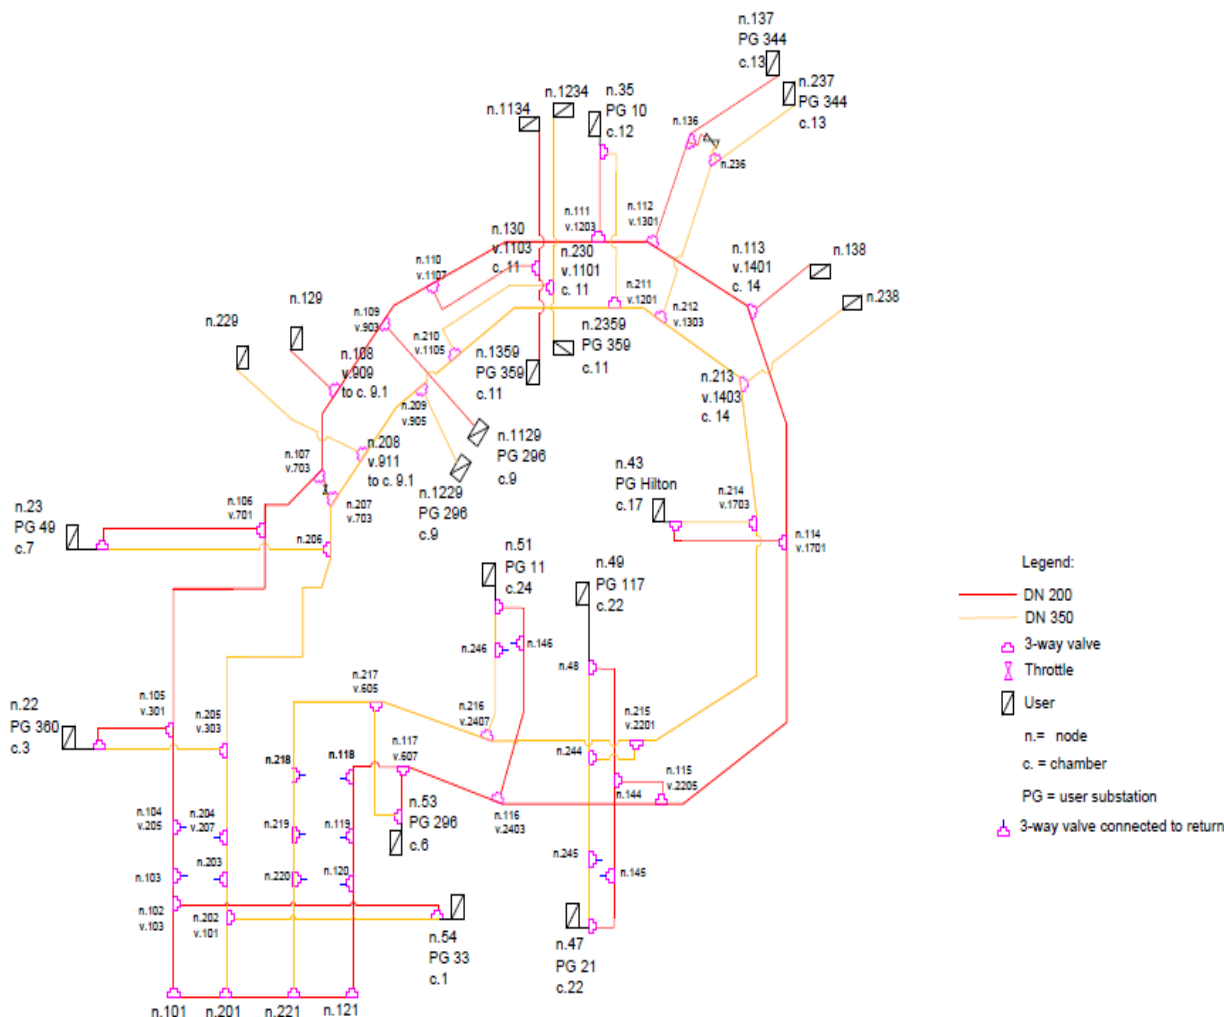 n.137
PG 344
c.13
n.237
PG 344
c.13
n.1234
n.1134
n.35
PG 10
c.12
n.136
n.236
n.111
v.1203
n.112
v.1301
n.130
v.1103
c. 11
n.230
v.1101
c. 11
n.110
v.1107
n.113
v.1401
c. 14
n.138
n.238
n.129
n.229
n.109
v.903
n.210
v.1105
n.211
v.1201
n.212
v.1303
n.2359
PG 359
c.11
n.1359
PG 359
c.11
n.108
v.909
to c. 9.1
n.213
v.1403
c. 14
n.209
v.905
n.208
v.911
to c. 9.1
n.1129
PG 296
c.9
n.1229
PG 296
c.9
n.107
v.703
n.207
v.703
n.43
PG Hilton
c.17
n.214
v.1703
n.114
v.1701
n.23
PG 49
c.7
n.106
v.701
n.206
n.51
PG 11
c.24
n.49
PG 117
c.22
n.246
n.146
n.48
Legend:
DN 200
DN 350
3-way valve
Throttle
User
n.= node
c. = chamber
PG = user substation
3-way valve connected to return
n.22
PG 360
c.3
n.105
v.301
n.205
v.303
n.217
v.605
n.216
v.2407
n.215
v.2201
n.244
n.218
n.118
n.117
v.607
n.115
v.2205
n.144
n.116
v.2403
n.53
PG 296
c.6
n.104
v.205
n.204
v.207
n.219
n.119
n.103
n.203
n.220
n.120
n.245
n.145
n.102
v.103
n.202
v.101
n.54
PG 33
c.1
n.47
PG 21
c.22
n.101
n.201
n.221
n.121